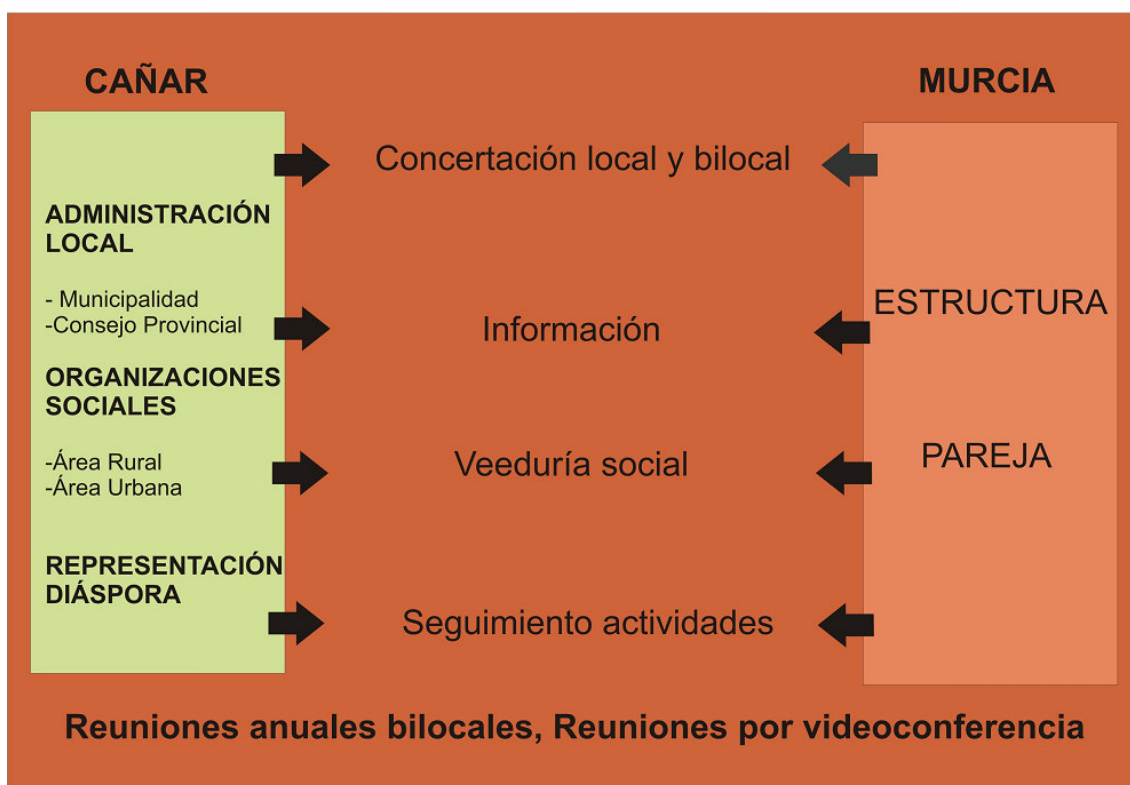 CAÑAR
ADMINISTRACIÓN
LOCAL
- Municipalidad
-Consejo Provincial
ORGANIZACIONES
SOCIALES
-Área Rural
-Área Urbana
REPRESENTACIÓN
DIÁSPORA
Concertación local y bilocal
Información
Veeduría social
Seguimiento actividades
MURCIA
ESTRUCTURA
PAREJA
Reuniones anuales bilocales, Reuniones por videoconferencia